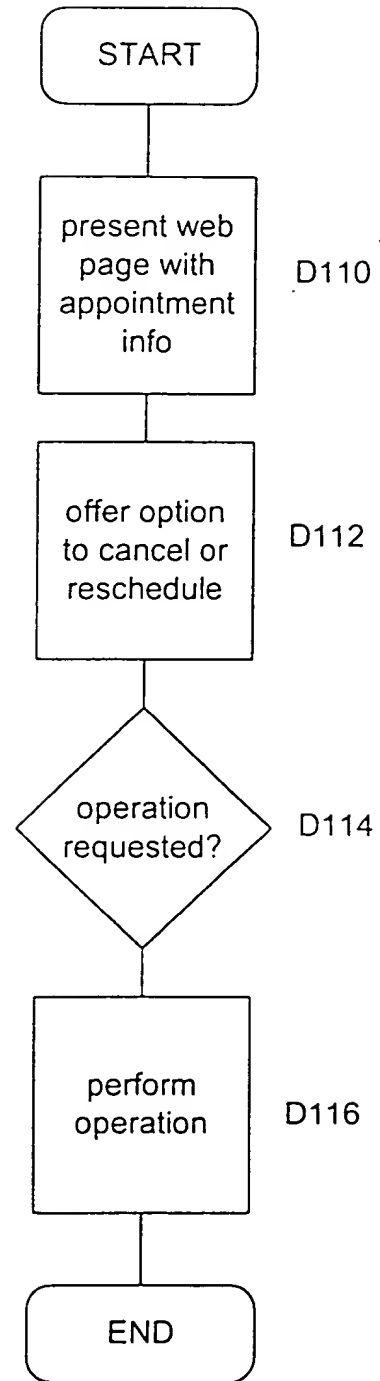 START
present web
page with
appointment
info
D110
offer option
to cancel or
reschedule
D112
operation
requested?
D114
perform
operation
D116
END